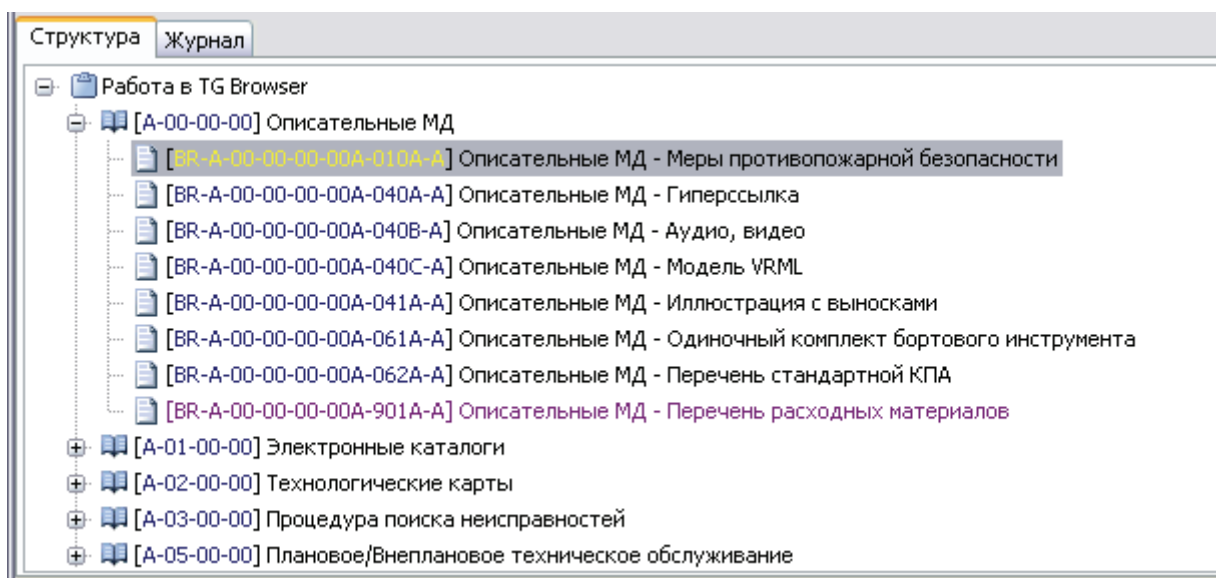 Структура Журнал
Работа в TG Browser
[A-00-00-00] Описательные МД
[BR-A-00-00-00-00A-010A-A] Описательные МД - Меры противопожарной безопасности
[BR-A-00-00-00-00A-040A-A] Описательные МД - Гиперссылка
[BR-A-00-00-00-00A-040B-A] Описательные МД - Аудио, видео
[BR-A-00-00-00-00A-040C-A] Описательные МД - Модель VRML
[BR-A-00-00-00-00A-041A-A] Описательные МД - Иллюстрация с выносками
[BR-A-00-00-00-00A-061A-A] Описательные МД - Одиночный комплект бортового инструмента
[BR-A-00-00-00-00A-062A-A] Описательные МД - Перечень стандартной КПА
[BR-A-00-00-00-00A-901A-A] Описательные МД - Перечень расходных материалов
[A-01-00-00] Электронные каталоги
[A-02-00-00] Технологические карты
[A-03-00-00] Процедура поиска неисправностей
[A-05-00-00] Плановое/Внеплановое техническое обслуживание